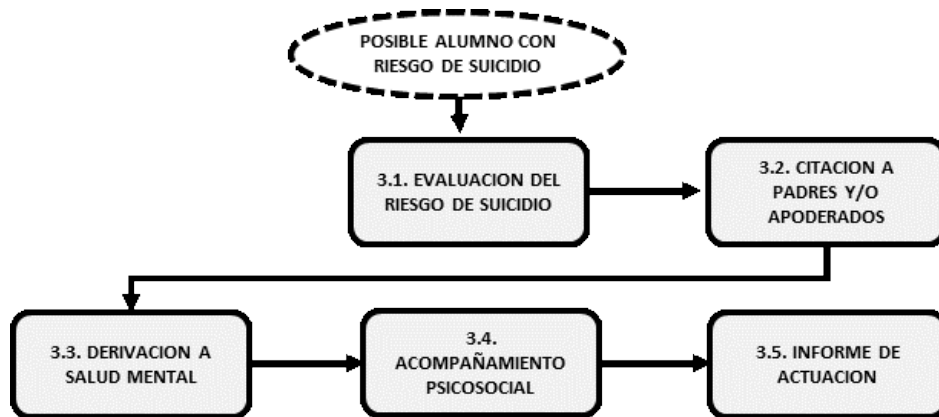 POSIBLE ALUMNO CON
RIESGO DE SUICIDIO
3.1. EVALUACION DEL
RIESGO DE SUICIDIO
3.2. CITACION A
PADRES Y/O
APODERADOS
3.3. DERIVACION A
SALUD MENTAL
3.4.
ACOMPAÑAMIENTO
PSICOSOCIAL
3.5. INFORME DE
ACTUACION